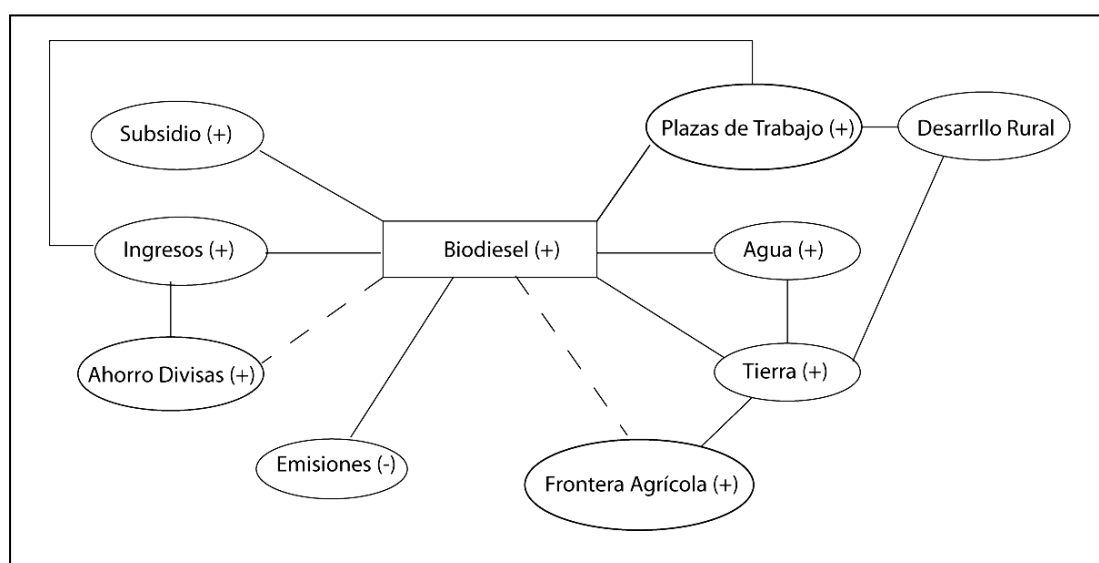 Subsidio (+)
Plazas de Trabajo (+)
Desarrllo Rural
Ingresos (+)
Biodiesel (+)
Agua (+)
Ahorro Divisas (+)
Tierra (+)
Emisiones (-)
Frontera Agrícola (+)